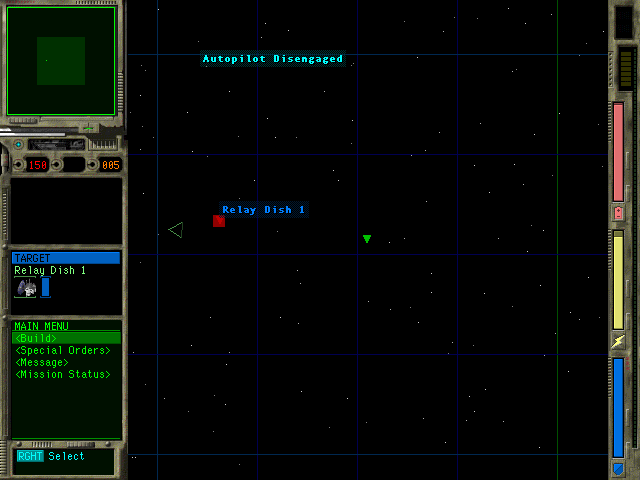 Autopilot Disengaged
150
005
Relay Dish 1
TARGET
Relay Dish 1
MAIN MENU
<Build>
<Special Orders>
<Message>
<Mission Status>
RGHT Select